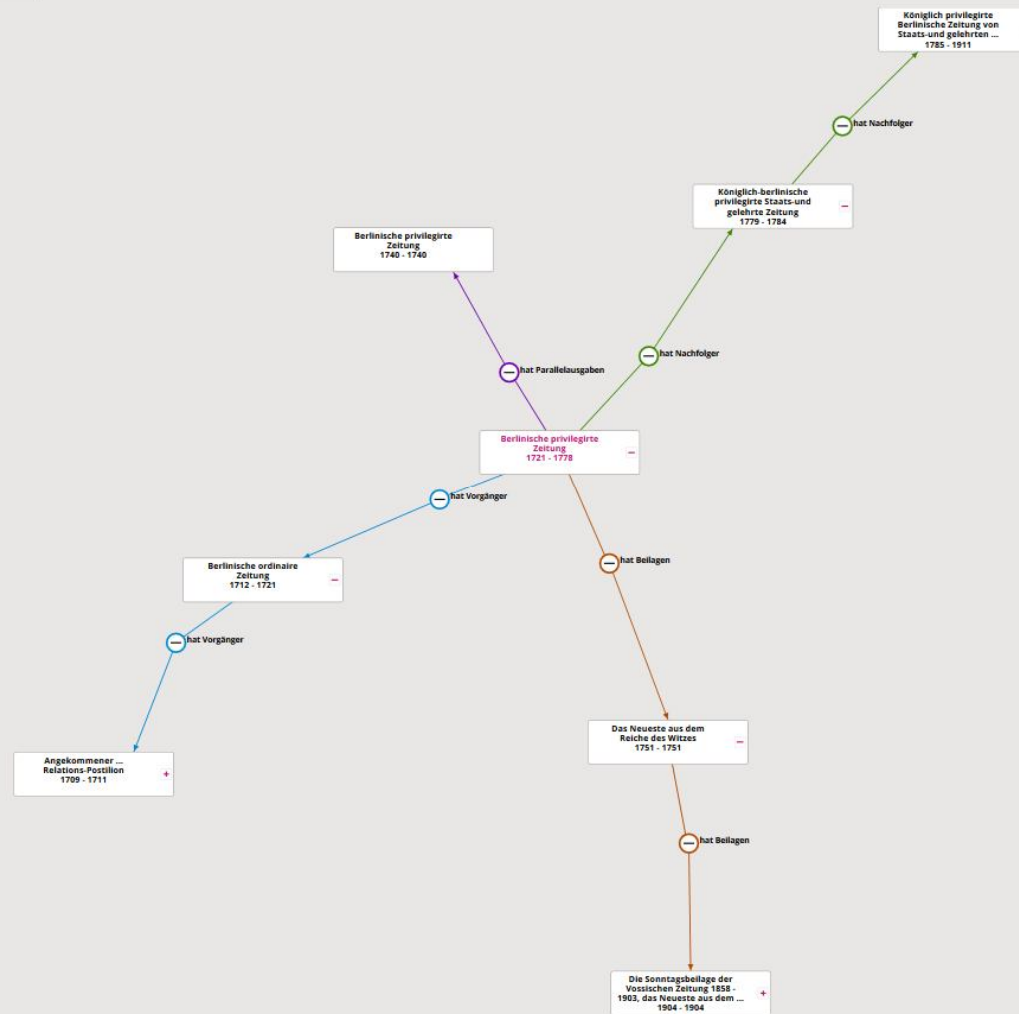 Königlich privilegirte
Berlinische Zeitung von
Staats-und gelehrten ...
1785 - 1911
hat Nachfolger
Königlich-berlinische
privilegirte Staats-und
gelehrte Zeitung
1779 - 1784
Berlinische privilegirte
Zeitung
1740 - 1740
hat Nachfolger
hat Parallelausgaben
Berlinische privilegirte
Zeitung
1721 - 1778
hat Vorgänger
hat Beilagen
Berlinische ordinaire
Zeitung
1712 - 1721
hat Vorgänger
Das Neueste aus dem
Reiche des Witzes
1751 - 1751
Angekommener ...
Relations-Postilion
1709 - 1711
hat Beilagen
Die Sonntagsbeilage der
Vossischen Zeitung 1858 -
1903, das Neueste aus dem ...
1904 - 1904